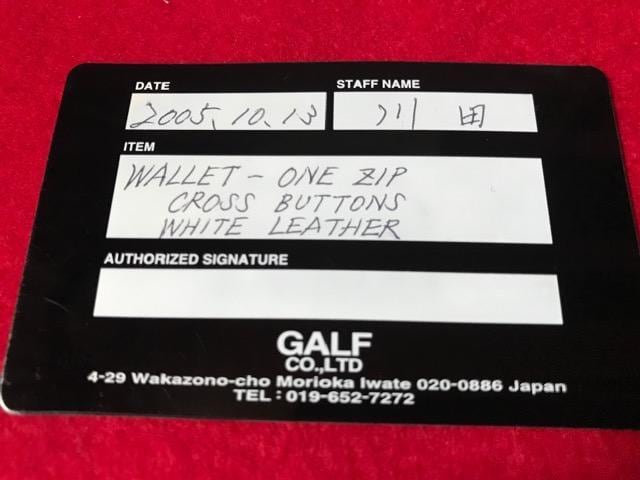 DATE
STAFF NAME
2005.10.13
川田
ITEM
WALLET - ONE ZIP
CROSS BUTTONS
WHITE LEATHER
AUTHORIZED SIGNATURE
GALF
CO.,LTD
4-29 Wakazono-cho Morioka Iwate 020-0886 Japan
TEL : 019-652-7272